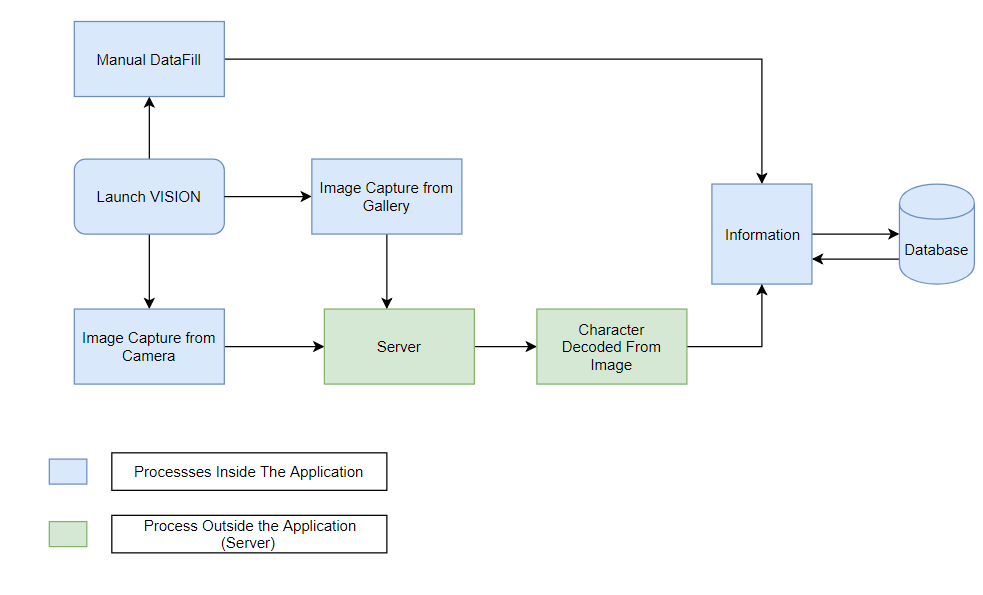 Manual DataFill
Launch VISION
Image Capture from
Gallery
Information
Database
Image Capture from
Camera
Server
Character
Decoded From
Image
Processses Inside The Application
Process Outside the Application
(Server)